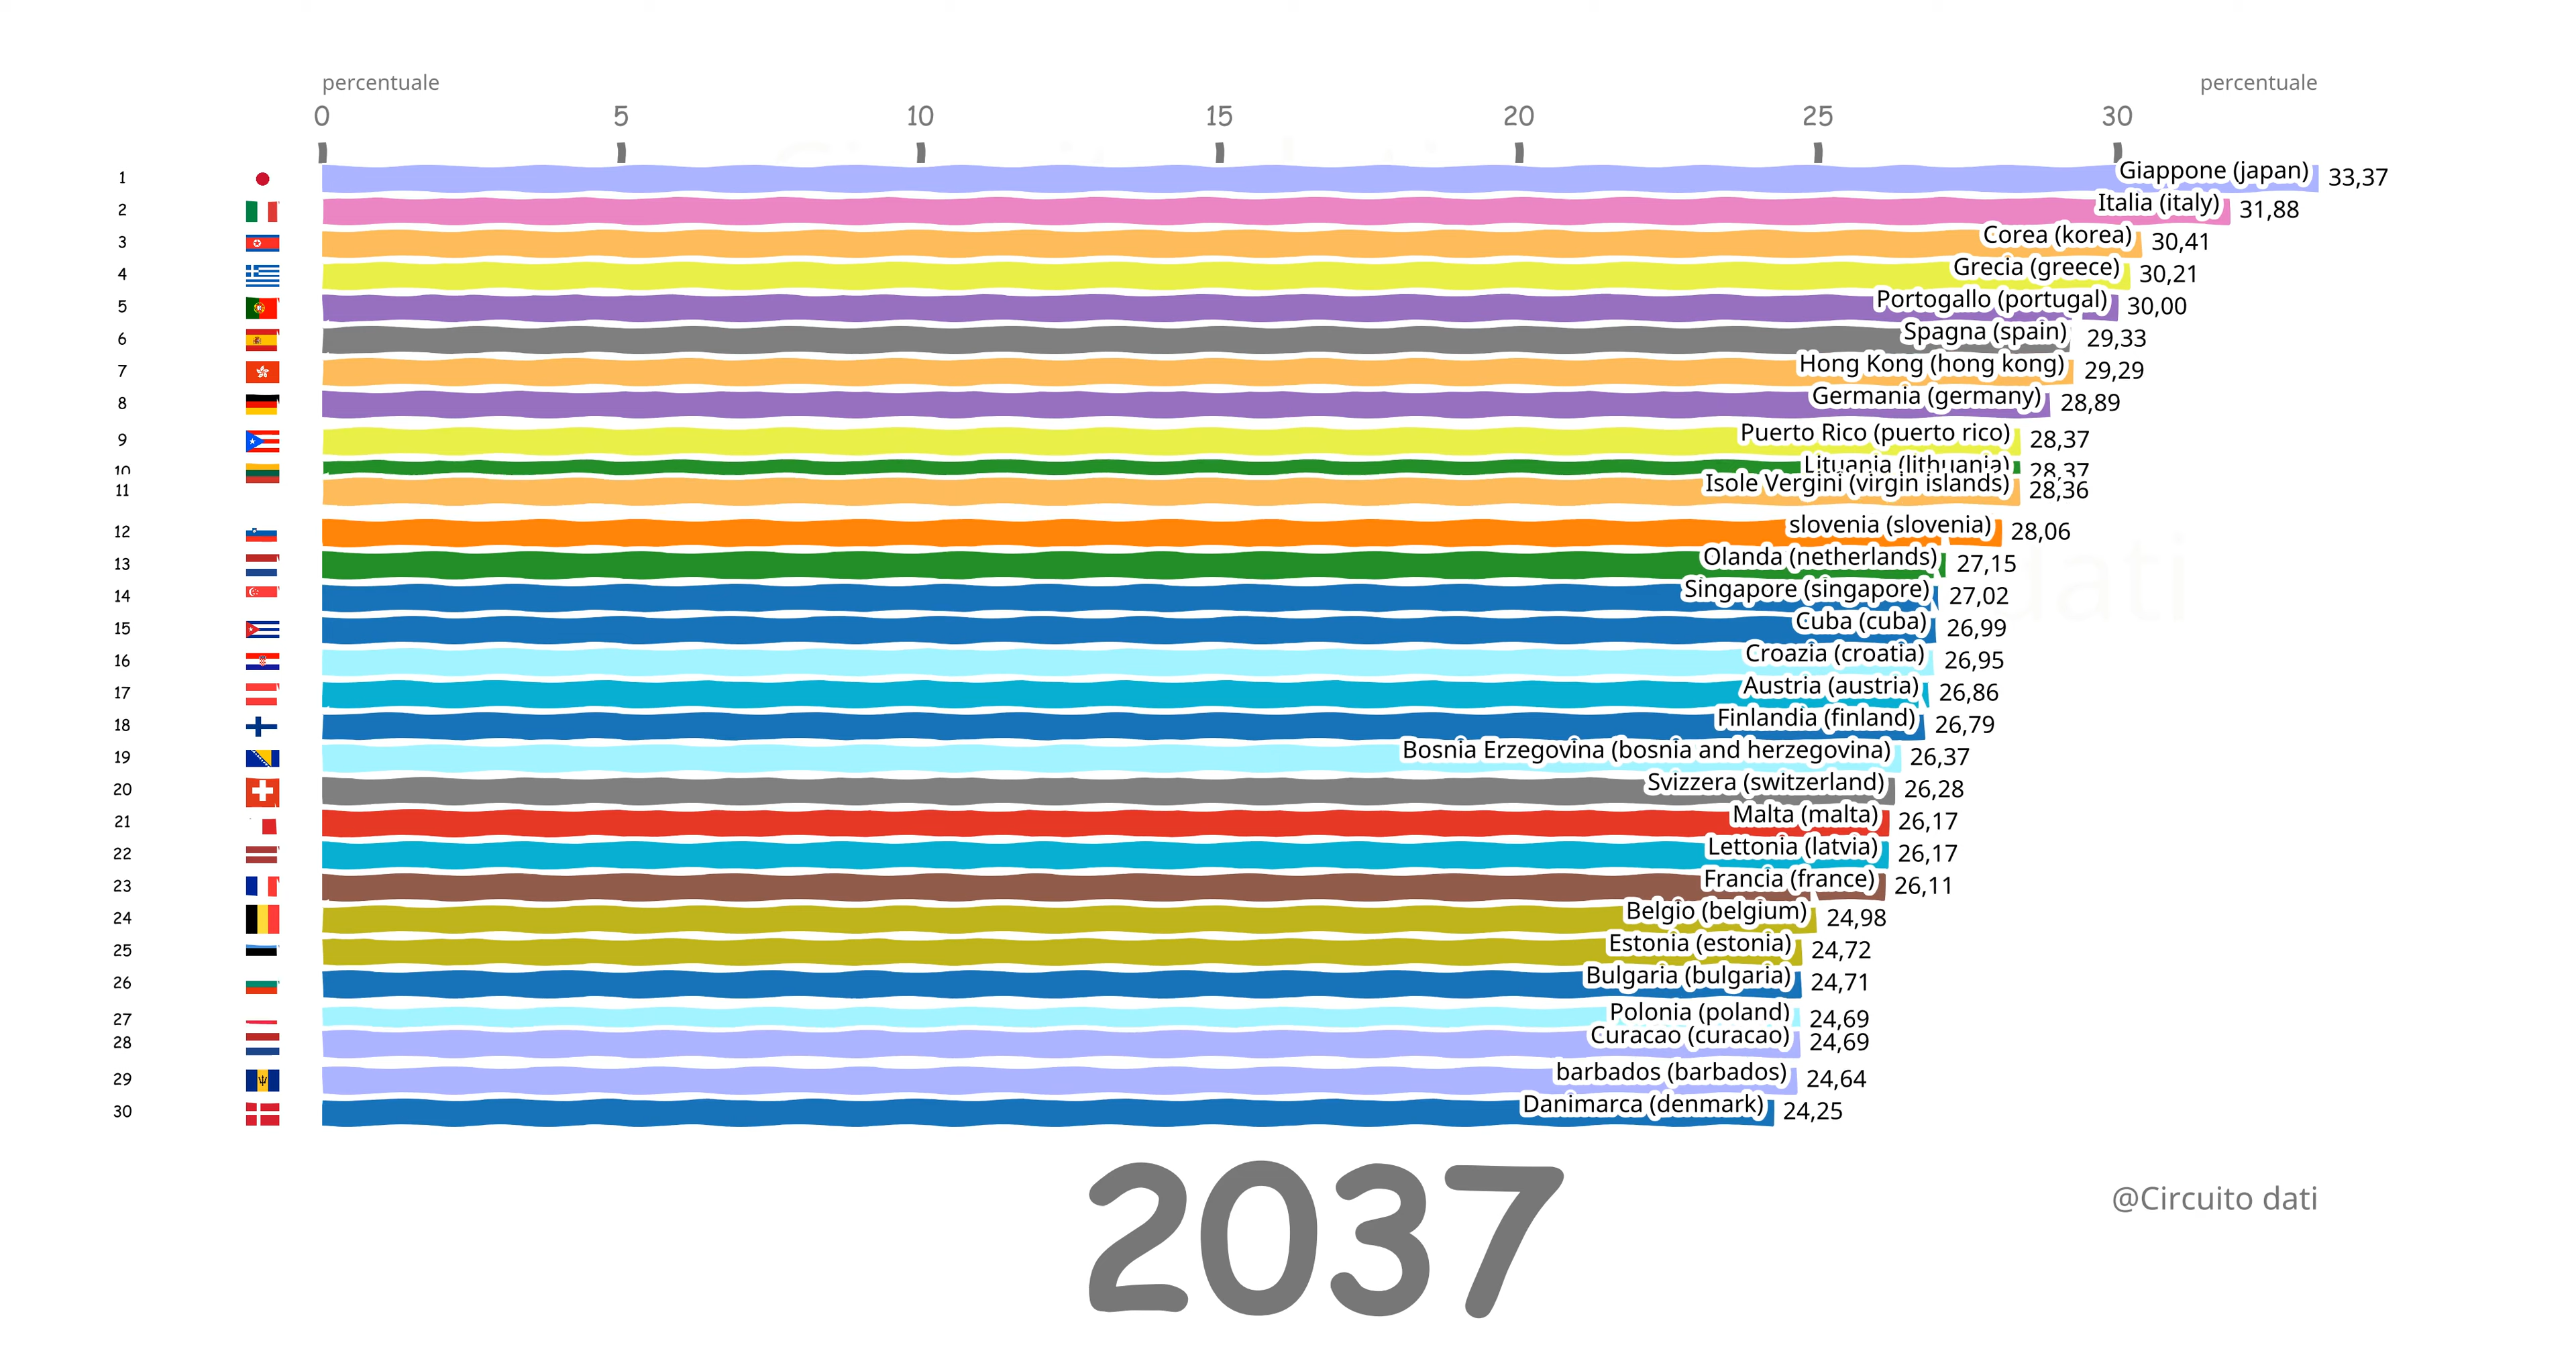 percentuale percentuale
0 5 10 15 20 25 30
1 Giappone (japan) 33,37
2 Italia (italy) 31,88
3 Corea (korea) 30,41
4 Grecia (greece) 30,21
5 Portogallo (portugal) 30,00
6 Spagna (spain) 29,33
7 Hong Kong (hong kong) 29,29
8 Germania (germany) 28,89
9 Puerto Rico (puerto rico) 28,37
10 Lituania (lithuania) 28,37
11 Isole Vergini (virgin islands) 28,36
12 slovenia (slovenia) 28,06
13 Olanda (netherlands) 27,15
14 Singapore (singapore) 27,02
15 Cuba (cuba) 26,99
16 Croazia (croatia) 26,95
17 Austria (austria) 26,86
18 Finlandia (finland) 26,79
19 Bosnia Erzegovina (bosnia and herzegovina) 26,37
20 Svizzera (switzerland) 26,28
21 Malta (malta) 26,17
22 Lettonia (latvia) 26,17
23 Francia (france) 26,11
24 Belgio (belgium) 24,98
25 Estonia (estonia) 24,72
26 Bulgaria (bulgaria) 24,71
27 Polonia (poland) 24,69
28 Curacao (curacao) 24,69
29 barbados (barbados) 24,64
30 Danimarca (denmark) 24,25
2037
@Circuito dati